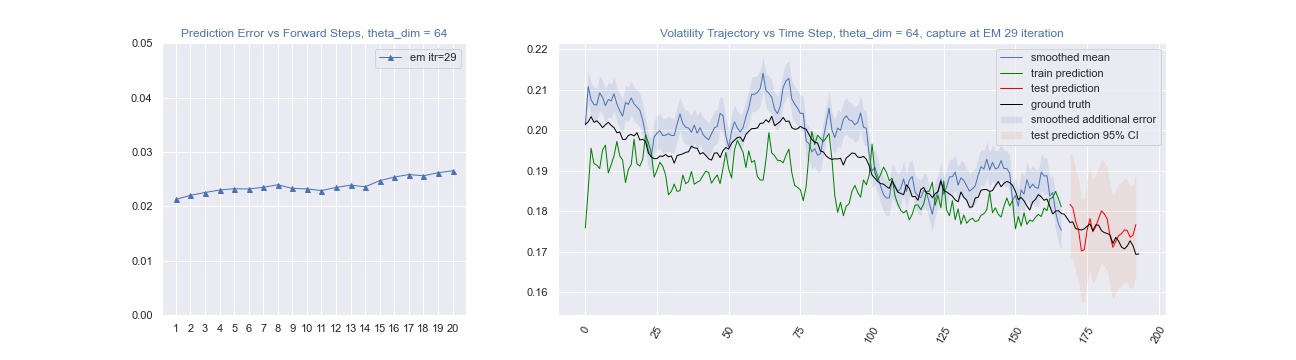 Prediction Error vs Forward Steps, theta_dim = 64
0.05
0.04
0.03
0.02
0.01
0.00
em itr=29
1 2 3 4 5 6 7 8 9 10 11 12 13 14 15 16 17 18 19 20
Volatility Trajectory vs Time Step, theta_dim = 64, capture at EM 29 iteration
0.22
0.21
0.20
0.19
0.18
0.17
0.16
smoothed mean
train prediction
test prediction
ground truth
smoothed additional error
test prediction 95% CI
0 25 50 75 100 125 150 175 200